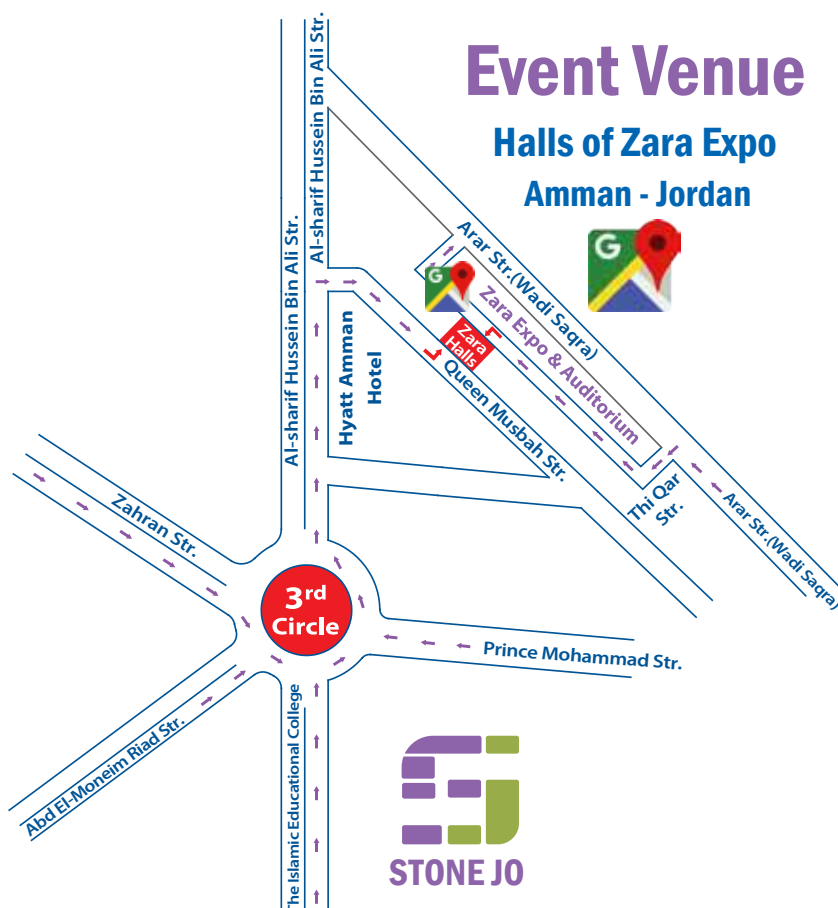 Event Venue
Halls of Zara Expo
Amman - Jordan
Al-sharif Hussein Bin Ali Str.
Al-sharif Hussein Bin Ali Str.
Arar Str.(Wadi Saqra)
G
G
Zara Expo & Auditorium
Zara
Halls
Queen Musbah Str.
Hyatt Amman
Hotel
Thi Qar
Str.
Arar Str.(Wadi Saqra)
Zahran Str.
3rd
Circle
Prince Mohammad Str.
Abd El-Moneim Riad Str.
The Islamic Educational College
STONE JO